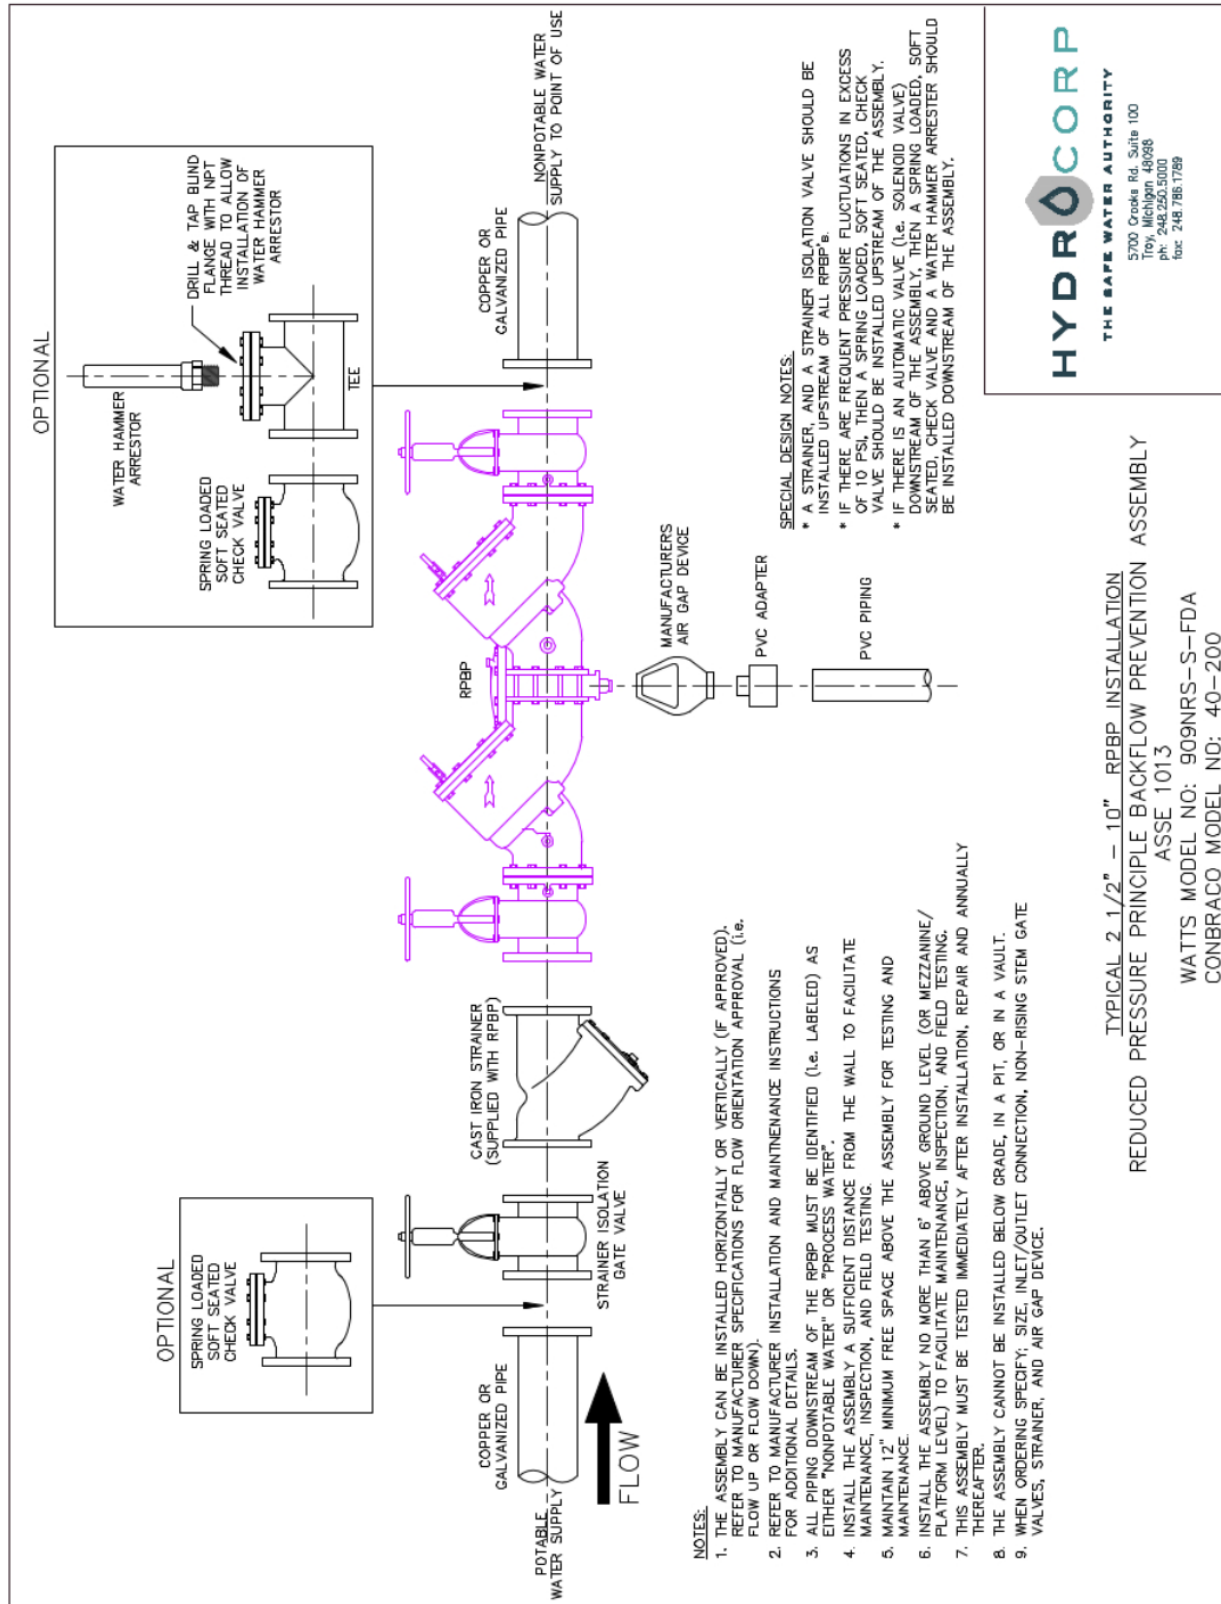 OPTIONAL
SPRING LOADED
SOFT SEATED
CHECK VALVE
OPTIONAL
WATER HAMMER
ARRESTOR
DRILL & TAP BLIND
FLANGE WITH NPT
THREAD TO ALLOW
INSTALLATION OF
WATER HAMMER
ARRESTOR
SPRING LOADED
SOFT SEATED
CHECK VALVE
TEE
POTABLE
WATER SUPPLY
COPPER OR
GALVANIZED PIPE
FLOW
STRAINER ISOLATION
GATE VALVE
CAST IRON STRAINER
(SUPPLIED WITH RPBP)
RPBP
COPPER OR
GALVANIZED PIPE
NONPOTABLE WATER
SUPPLY TO POINT OF USE
MANUFACTURERS
AIR GAP DEVICE
PVC ADAPTER
PVC PIPING
NOTES:
1. THE ASSEMBLY CAN BE INSTALLED HORIZONTALLY OR VERTICALLY (IF APPROVED).
REFER TO MANUFACTURER SPECIFICATIONS FOR FLOW ORIENTATION APPROVAL (i.e.
FLOW UP OR FLOW DOWN).
2. REFER TO MANUFACTURER INSTALLATION AND MAINTNENANCE INSTRUCTIONS
FOR ADDITIONAL DETAILS.
3. ALL PIPING DOWNSTREAM OF THE RPBP MUST BE IDENTIFIED (i.e. LABELED) AS
EITHER "NONPOTABLE WATER" OR "PROCESS WATER".
4. INSTALL THE ASSEMBLY A SUFFICIENT DISTANCE FROM THE WALL TO FACILITATE
MAINTENANCE, INSPECTION, AND FIELD TESTING.
5. MAINTAIN 12" MINIMUM FREE SPACE ABOVE THE ASSEMBLY FOR TESTING AND
MAINTENANCE.
6. INSTALL THE ASSEMBLY NO MORE THAN 6' ABOVE GROUND LEVEL (OR MEZZANINE/
PLATFORM LEVEL) TO FACILITATE MAINTENANCE, INSPECTION, AND FIELD TESTING.
7. THIS ASSEMBLY MUST BE TESTED IMMEDIATELY AFTER INSTALLATION, REPAIR AND ANNUALLY
THEREAFTER.
8. THE ASSEMBLY CANNOT BE INSTALLED BELOW GRADE, IN A PIT, OR IN A VAULT.
9. WHEN ORDERING SPECIFY; SIZE, INLET/OUTLET CONNECTION, NON-RISING STEM GATE
VALVES, STRAINER, AND AIR GAP DEVICE.
SPECIAL DESIGN NOTES:
* A STRAINER, AND A STRAINER ISOLATION VALVE SHOULD BE
INSTALLED UPSTREAM OF ALL RPBP's.
* IF THERE ARE FREQUENT PRESSURE FLUCTUATIONS IN EXCESS
OF 10 PSI, THEN A SPRING LOADED, SOFT SEATED, CHECK
VALVE SHOULD BE INSTALLED UPSTREAM OF THE ASSEMBLY.
* IF THERE IS AN AUTOMATIC VALVE (i.e. SOLENOID VALVE)
DOWNSTREAM OF THE ASSEMBLY, THEN A SPRING LOADED, SOFT
SEATED, CHECK VALVE AND A WATER HAMMER ARRESTER SHOULD
BE INSTALLED DOWNSTREAM OF THE ASSEMBLY.
TYPICAL 2 1/2" - 10" RPBP INSTALLATION
REDUCED PRESSURE PRINCIPLE BACKFLOW PREVENTION ASSEMBLY
ASSE 1013
WATTS MODEL NO: 909NRS-S-FDA
CONBRACO MODEL NO: 40-200
HYDROCORP
THE SAFE WATER AUTHORITY
5700 Crooks Rd. Suite 100
Troy, Michigan 48098
ph: 248.250.5000
fax: 248.786.1789